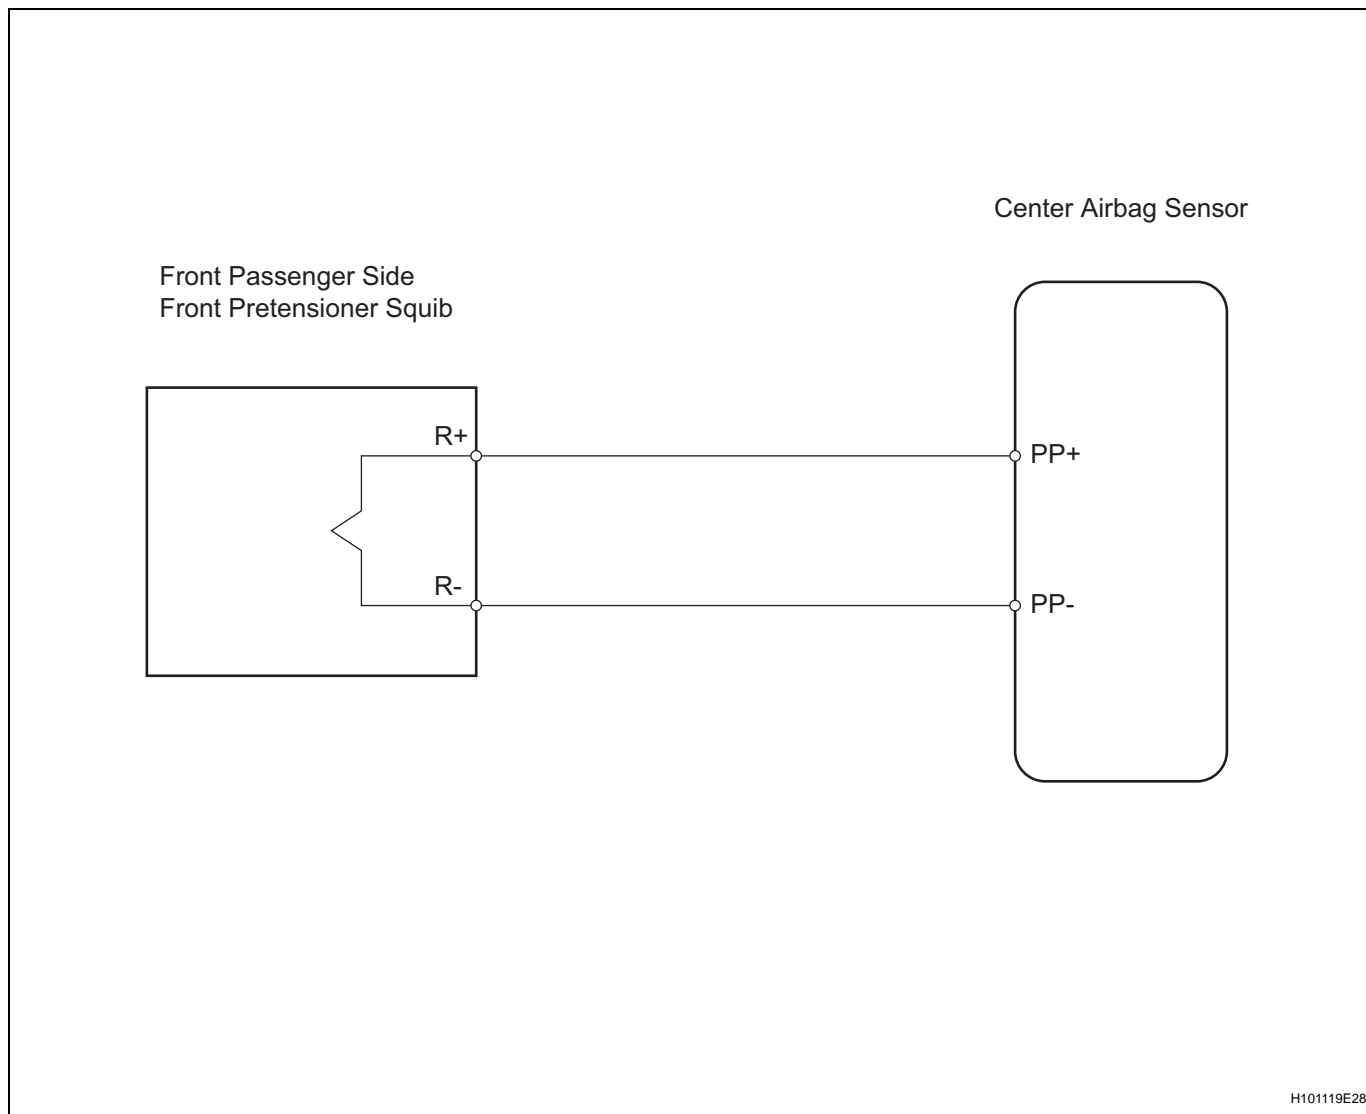 Center Airbag Sensor
Front Passenger Side
Front Pretensioner Squib
R+
PP+
R-
PP-
H101119E28